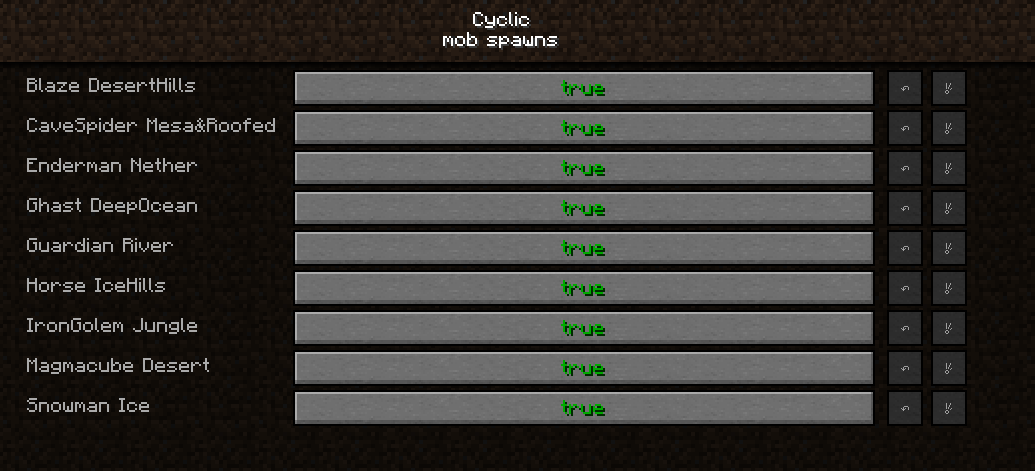 Cyclic
mob spawns
Blaze DesertHills true
CaveSpider Mesa&Roofed true
Enderman Nether true
Ghast DeepOcean true
Guardian River true
Horse IceHills true
IronGolem Jungle true
Magmacube Desert true
Snowman Ice true